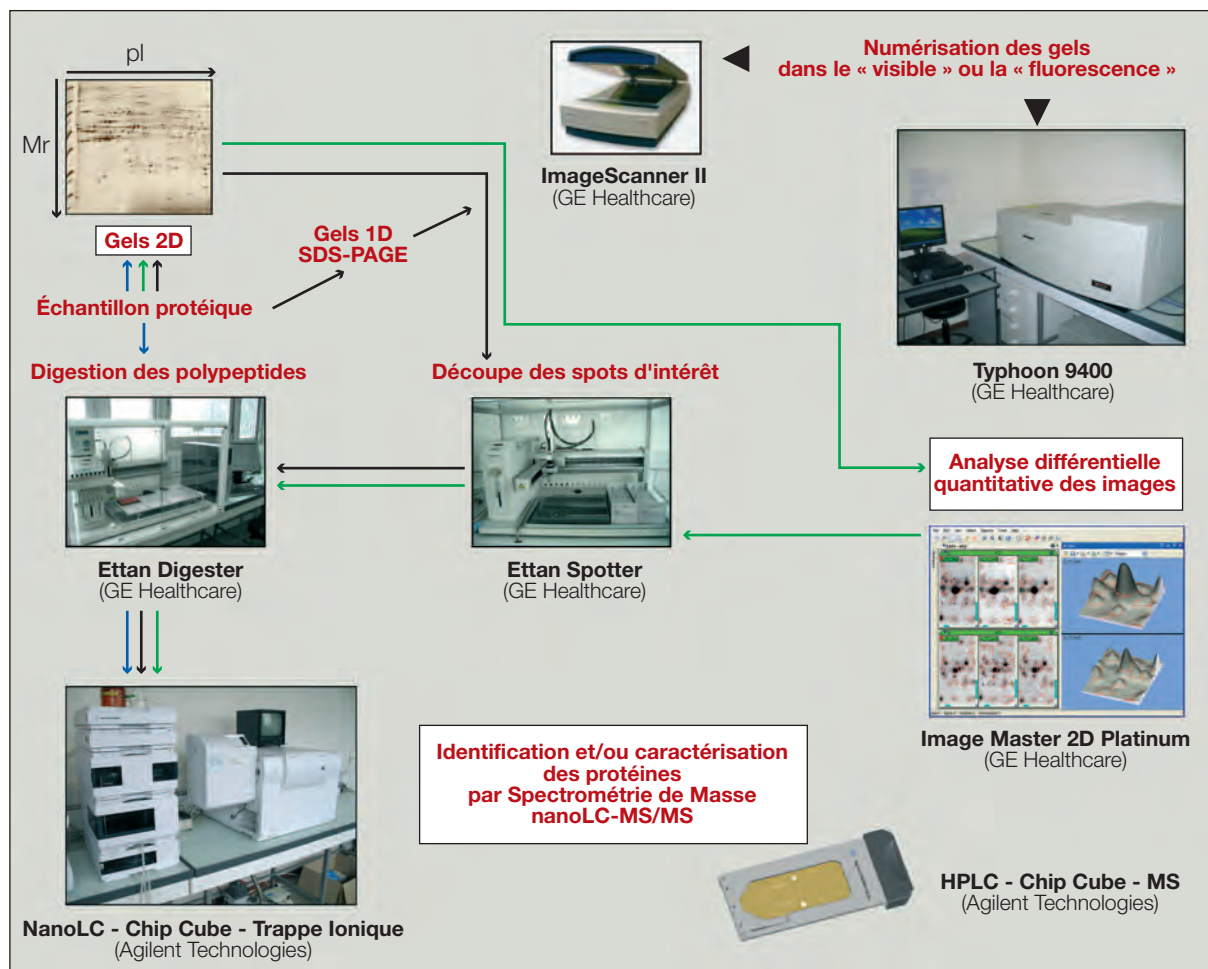 pI
Mr
Gels 2D
Échantillon protéique
Gels 1D
SDS-PAGE
Numérisation des gels
dans le « visible » ou la « fluorescence »
ImageScanner II
(GE Healthcare)
Typhoon 9400
(GE Healthcare)
Digestion des polypeptides
Découpe des spots d'intérêt
Ettan Digester
(GE Healthcare)
Ettan Spotter
(GE Healthcare)
Analyse différentielle
quantitative des images
Image Master 2D Platinum
(GE Healthcare)
Identification et/ou caractérisation
des protéines
par Spectrométrie de Masse
nanoLC-MS/MS
HPLC - Chip Cube - MS
(Agilent Technologies)
NanoLC - Chip Cube - Trappe Ionique
(Agilent Technologies)